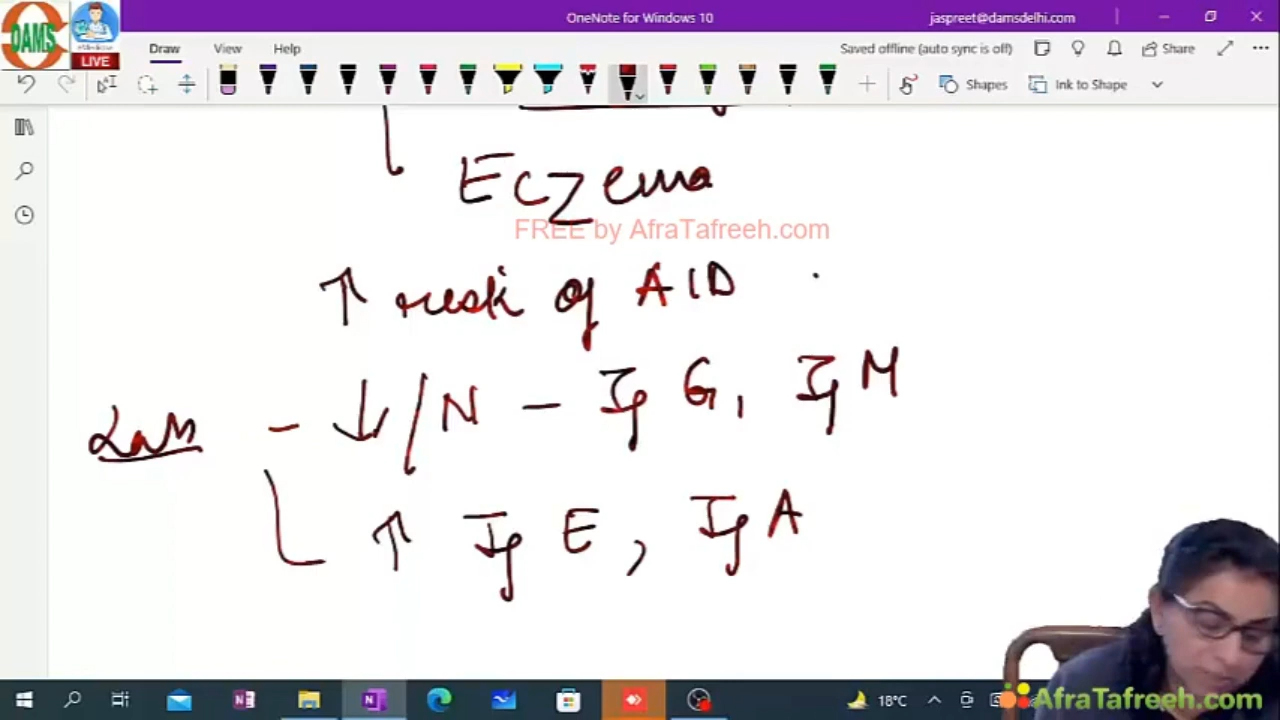 DAMS
eMedicoz
LIVE
OneNote for Windows 10
jaspreet@damsdelhi.com
Draw View Help
Saved offline (auto sync is off)
Share
Shapes
Ink to Shape
Eczema
FREE by AfraTafreeh.com
↑ risk of AID
Lab - ↓/N - Ig G, Ig M
↑ Ig E, Ig A
18°C
AfraTafreeh.com